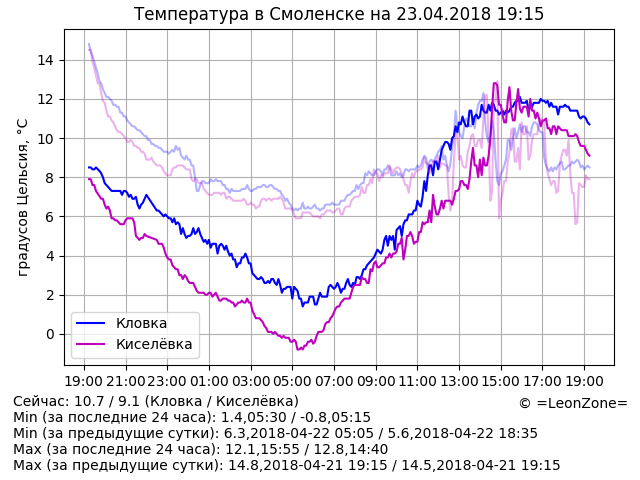 Температура в Смоленске на 23.04.2018 19:15
градусов Цельсия, °C
14
12
10
8
6
4
2
0
Кловка
Киселёвка
19:00 21:00 23:00 01:00 03:00 05:00 07:00 09:00 11:00 13:00 15:00 17:00 19:00
Сейчас: 10.7 / 9.1 (Кловка / Киселёвка)
© =LeonZone=
Min (за последние 24 часа): 1.4,05:30 / -0.8,05:15
Min (за предыдущие сутки): 6.3,2018-04-22 05:05 / 5.6,2018-04-22 18:35
Max (за последние 24 часа): 12.1,15:55 / 12.8,14:40
Max (за предыдущие сутки): 14.8,2018-04-21 19:15 / 14.5,2018-04-21 19:15